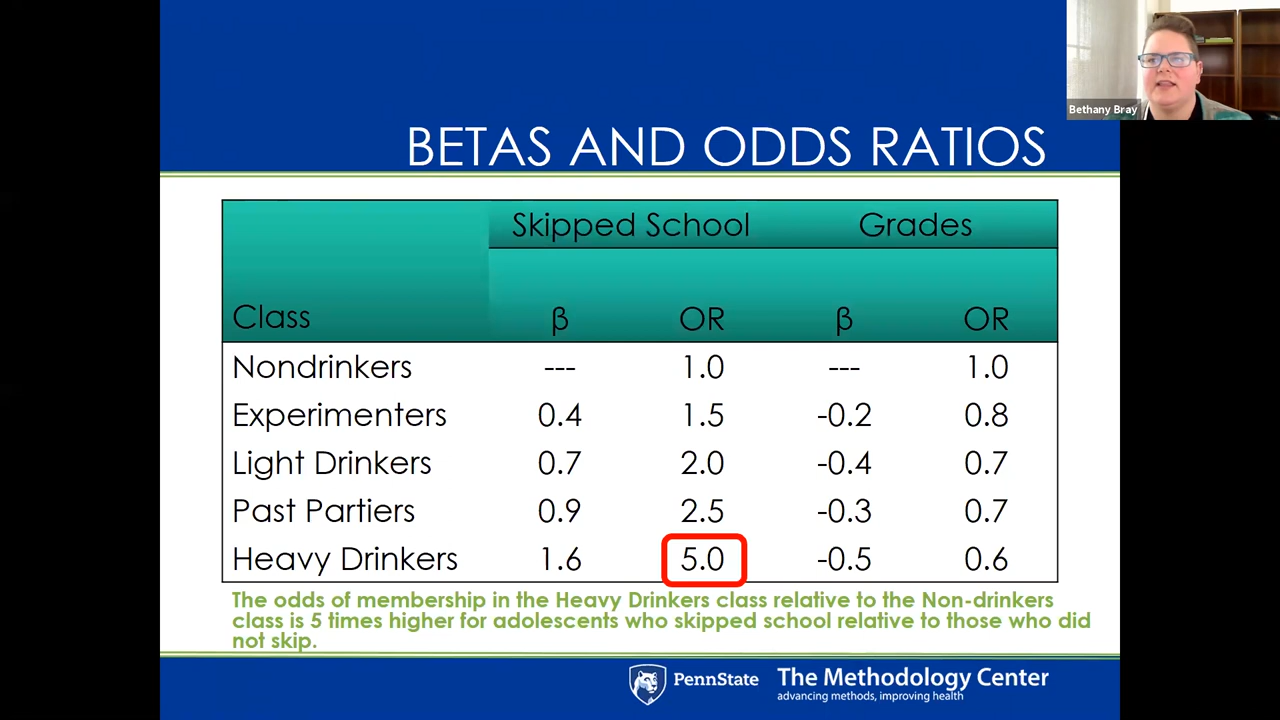 Bethany Bray
BETAS AND ODDS RATIOS
Skipped School Grades
Class β OR β OR
Nondrinkers --- 1.0 --- 1.0
Experimenters 0.4 1.5 -0.2 0.8
Light Drinkers 0.7 2.0 -0.4 0.7
Past Partiers 0.9 2.5 -0.3 0.7
Heavy Drinkers 1.6 5.0 -0.5 0.6
The odds of membership in the Heavy Drinkers class relative to the Non-drinkers
class is 5 times higher for adolescents who skipped school relative to those who did
not skip.
PennState The Methodology Center
advancing methods, improving health